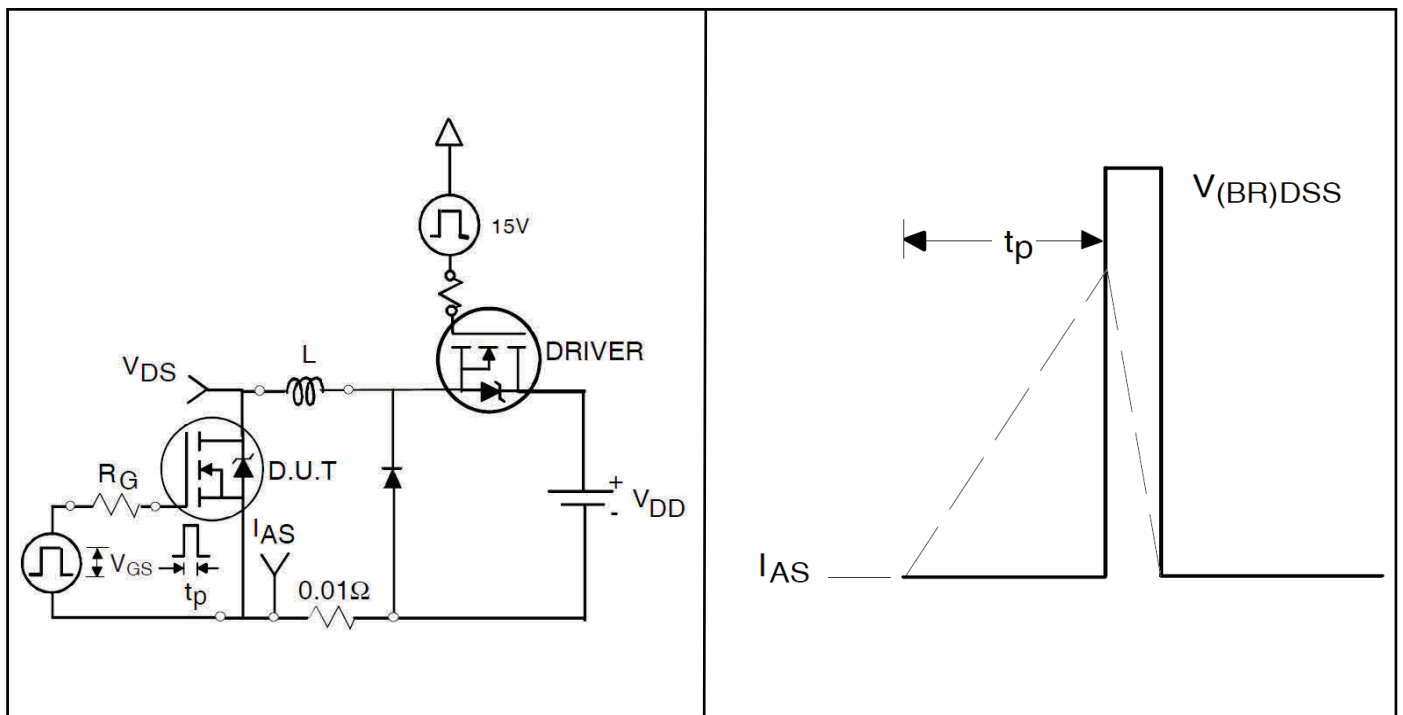 15V
DRIVER
L
VDS
D.U.T
RG
+
VDD
-
IAS
VGS
tp
0.01Ω
V(BR)DSS
tp
IAS